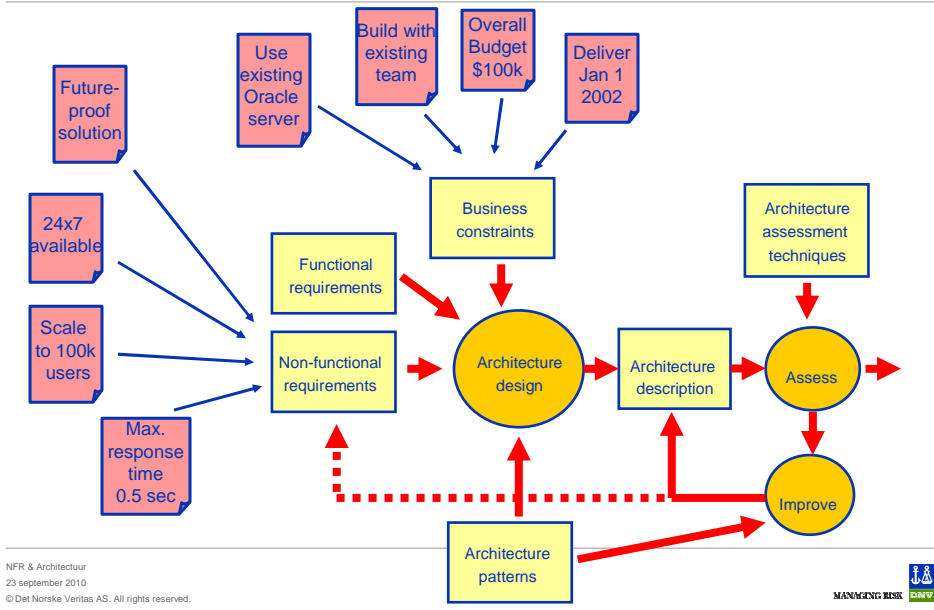 Overall
Budget
$100k
Build with
existing
team
Use
existing
Oracle
server
Deliver
Jan 1
2002
Future-
proof
solution
24x7
available
Scale
to 100k
users
Max.
response
time
0.5 sec
Business
constraints
Architecture
assessment
techniques
Functional
requirements
Non-functional
requirements
Architecture
design
Architecture
description
Assess
Improve
Architecture
patterns
NFR & Architectuur
23 september 2010
© Det Norske Veritas AS. All rights reserved.
MANAGING RISK
DNV